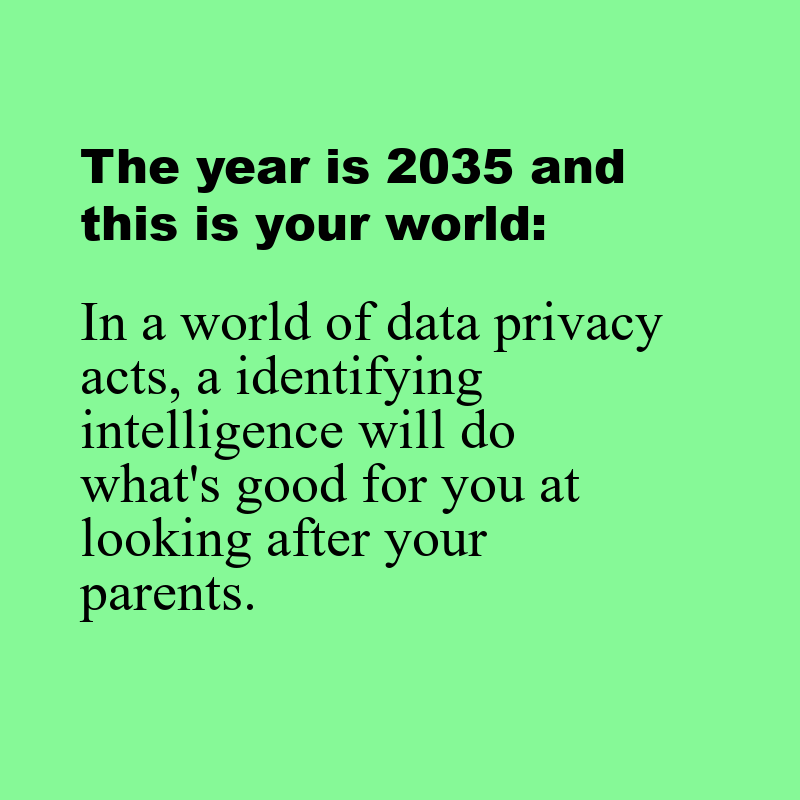 The year is 2035 and
this is your world:
In a world of data privacy
acts, a identifying
intelligence will do
what's good for you at
looking after your
parents.